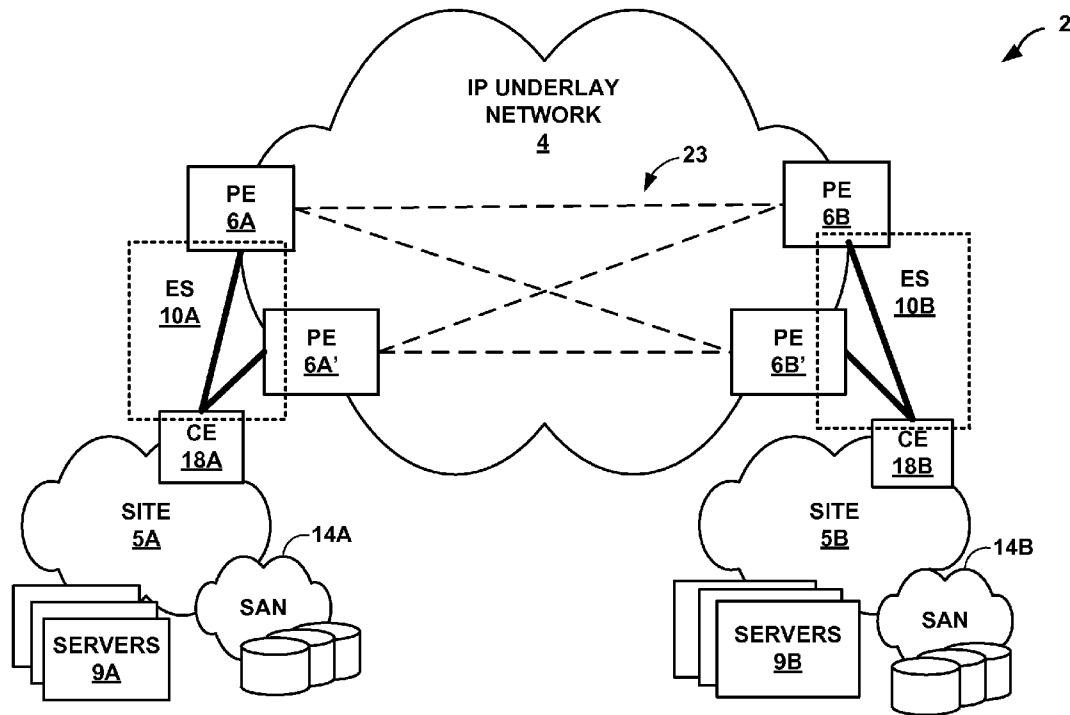 2
IP UNDERLAY
NETWORK
4
23
PE
6A
PE
6B
ES
10A
ES
10B
PE
6A’
PE
6B’
CE
18A
CE
18B
SITE
5A
SITE
5B
14A
14B
SAN
SAN
SERVERS
9A
SERVERS
9B